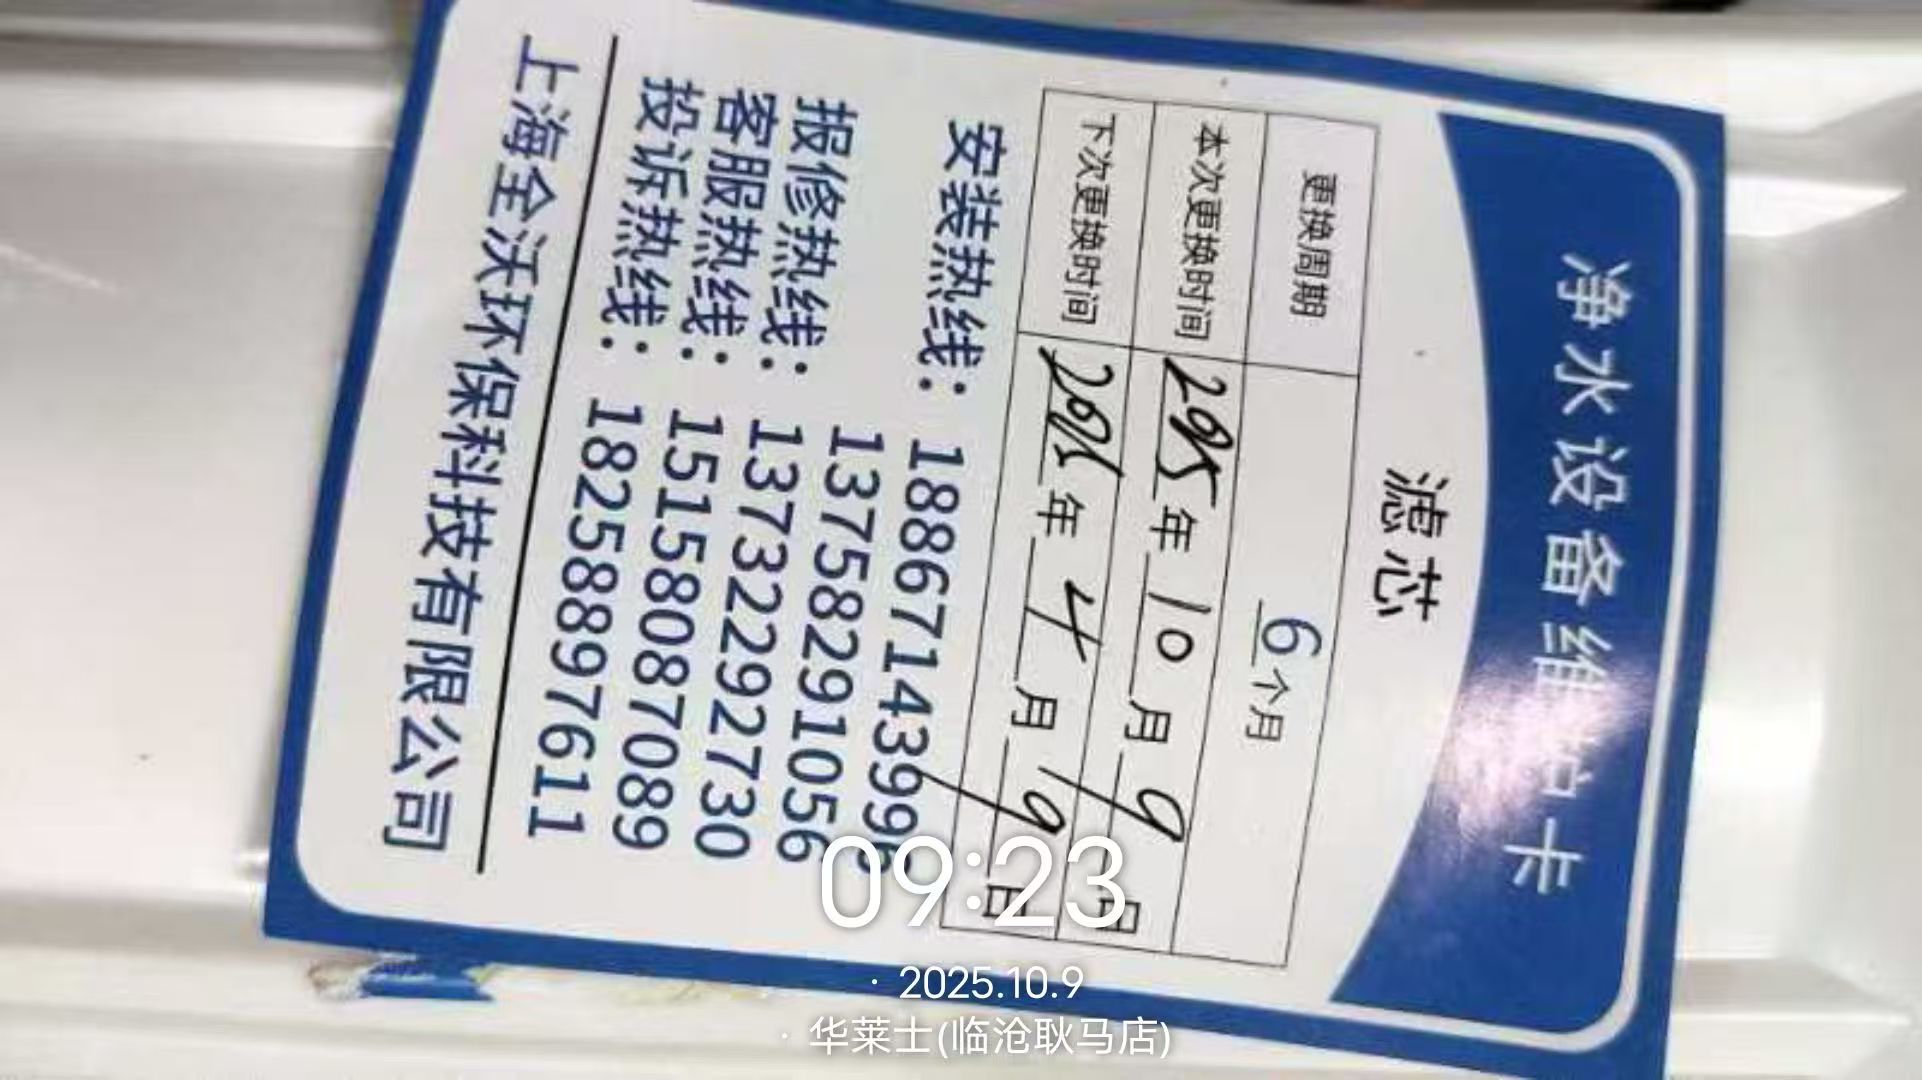 净水设备维护卡
滤芯
更换周期 6个月
本次更换时间 2025年10月9日
下次更换时间 2026年4月9日
安装热线：18867143996
13758291056
报修热线：13732292730
客服热线：15158087089
投诉热线：18258897611
上海全沃环保科技有限公司
09:23
· 2025.10.9
· 华莱士(临沧耿马店)